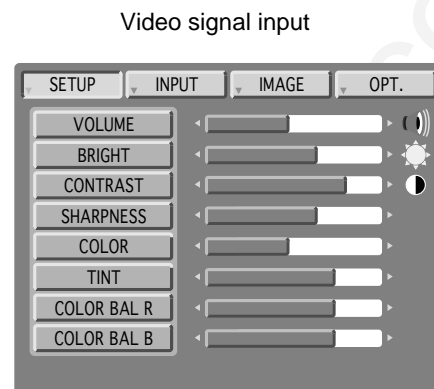 Video signal input
SETUP INPUT IMAGE OPT.
VOLUME
BRIGHT
CONTRAST
SHARPNESS
COLOR
TINT
COLOR BAL R
COLOR BAL B